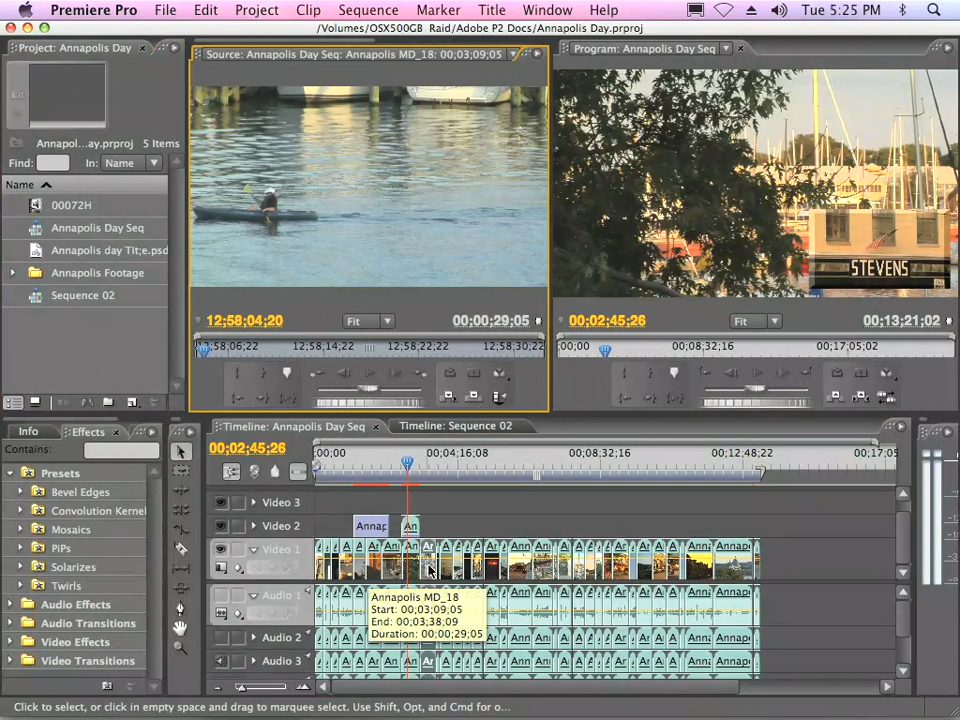 Premiere Pro File Edit Project Clip Sequence Marker Title Window Help Tue 5:25 PM
/Volumes/OSX500GB Raid/Adobe P2 Docs/Annapolis Day.prproj
Project: Annapolis Day
Source: Annapolis Day Seq: Annapolis MD_18: 00;03;09;05
Program: Annapolis Day Seq
Annapol...ay.prproj 5 Items
Find: In: Name
Name
00072H
Annapolis Day Seq
Annapolis day Tit;e.psd
Annapolis Footage
Sequence 02
STEVENS
12;58;04;20 Fit 00;00;29;05
00;02;45;26 Fit 00;13;21;02
12;58;06;22 12;58;14;22 12;58;22;22 12;58;30;22
;00;00 00;08;32;16 00;17;05;02
Info Effects
Contains:
Presets
Bevel Edges
Convolution Kernel
Mosaics
PiPs
Solarizes
Twirls
Audio Effects
Audio Transitions
Video Effects
Video Transitions
Timeline: Annapolis Day Seq Timeline: Sequence 02
00;02;45;26
;00;00 00;04;16;08 00;08;32;16 00;12;48;22 00;17;05
Video 3
Video 2 Annap An
Video 1
Audio 1
Audio 2
Audio 3
Annapolis MD_18
Start: 00;03;09;05
End: 00;03;38;09
Duration: 00;00;29;05
Click to select, or click in empty space and drag to marquee select. Use Shift, Opt, and Cmd for o...